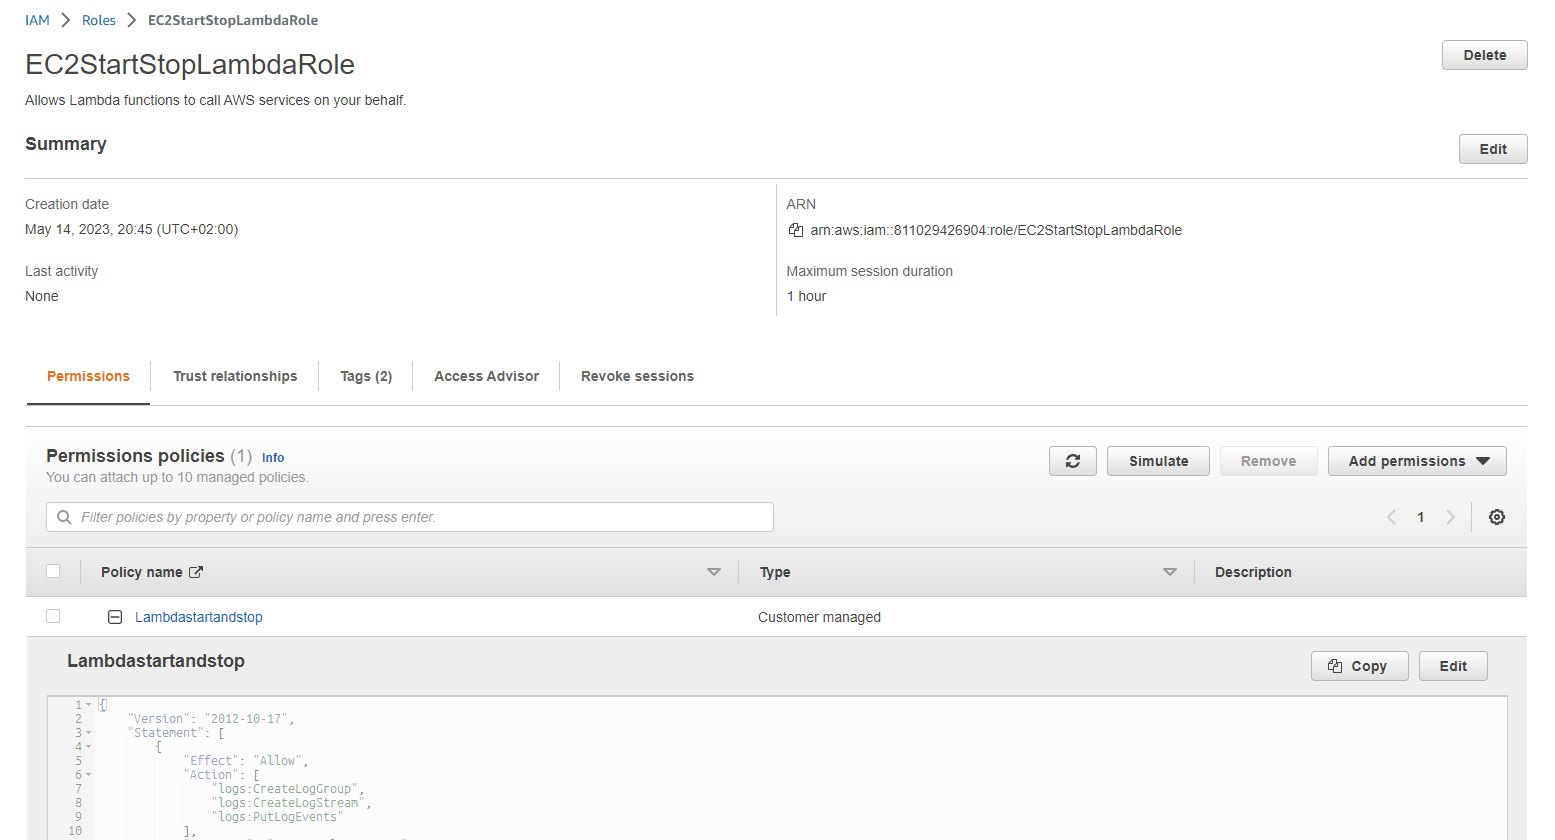 IAM > Roles > EC2StartStopLambdaRole
EC2StartStopLambdaRole
Delete
Allows Lambda functions to call AWS services on your behalf.
Summary
Edit
Creation date
May 14, 2023, 20:45 (UTC+02:00)
ARN
arn:aws:iam::811029426904:role/EC2StartStopLambdaRole
Last activity
None
Maximum session duration
1 hour
Permissions Trust relationships Tags (2) Access Advisor Revoke sessions
Permissions policies (1) Info
You can attach up to 10 managed policies.
Simulate Remove Add permissions
Filter policies by property or policy name and press enter.
1
Policy name Type Description
Lambdastartandstop Customer managed
Lambdastartandstop
Copy Edit
1 {
2 "Version": "2012-10-17",
3 "Statement": [
4 {
5 "Effect": "Allow",
6 "Action": [
7 "logs:CreateLogGroup",
8 "logs:CreateLogStream",
9 "logs:PutLogEvents"
10 ],